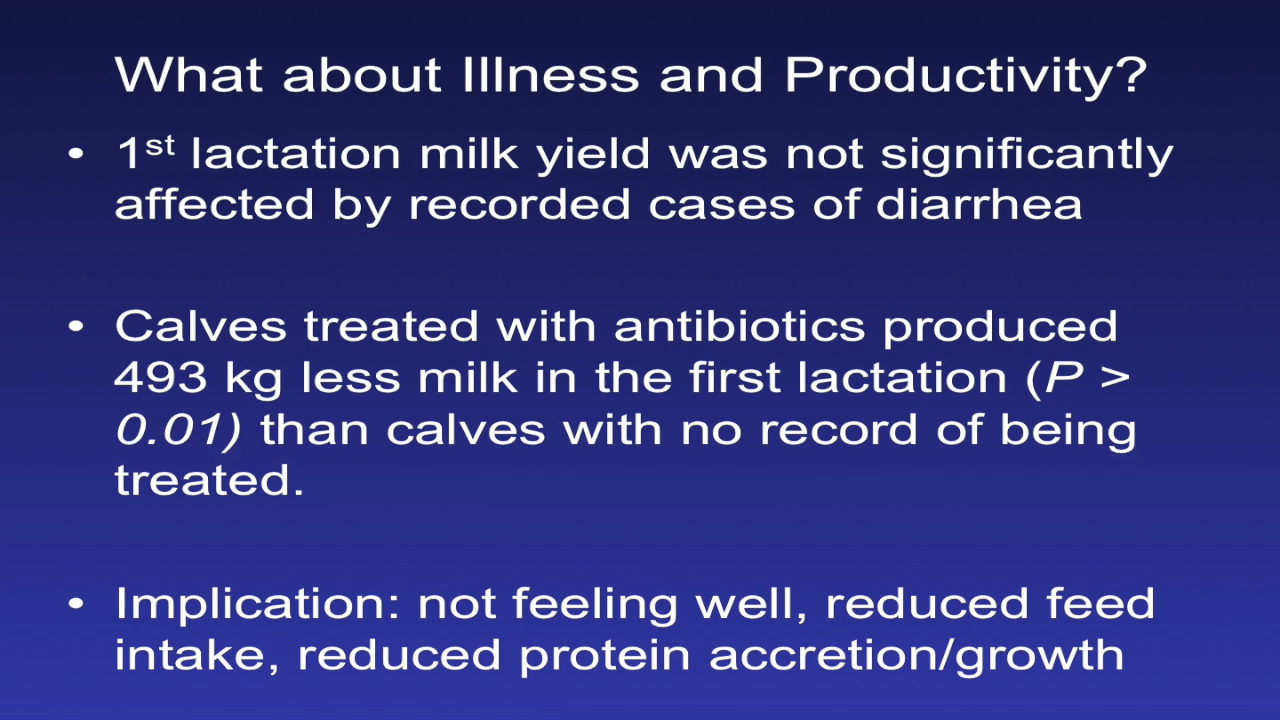 What about Illness and Productivity?
• 1st lactation milk yield was not significantly
affected by recorded cases of diarrhea
• Calves treated with antibiotics produced
493 kg less milk in the first lactation (P >
0.01) than calves with no record of being
treated.
• Implication: not feeling well, reduced feed
intake, reduced protein accretion/growth